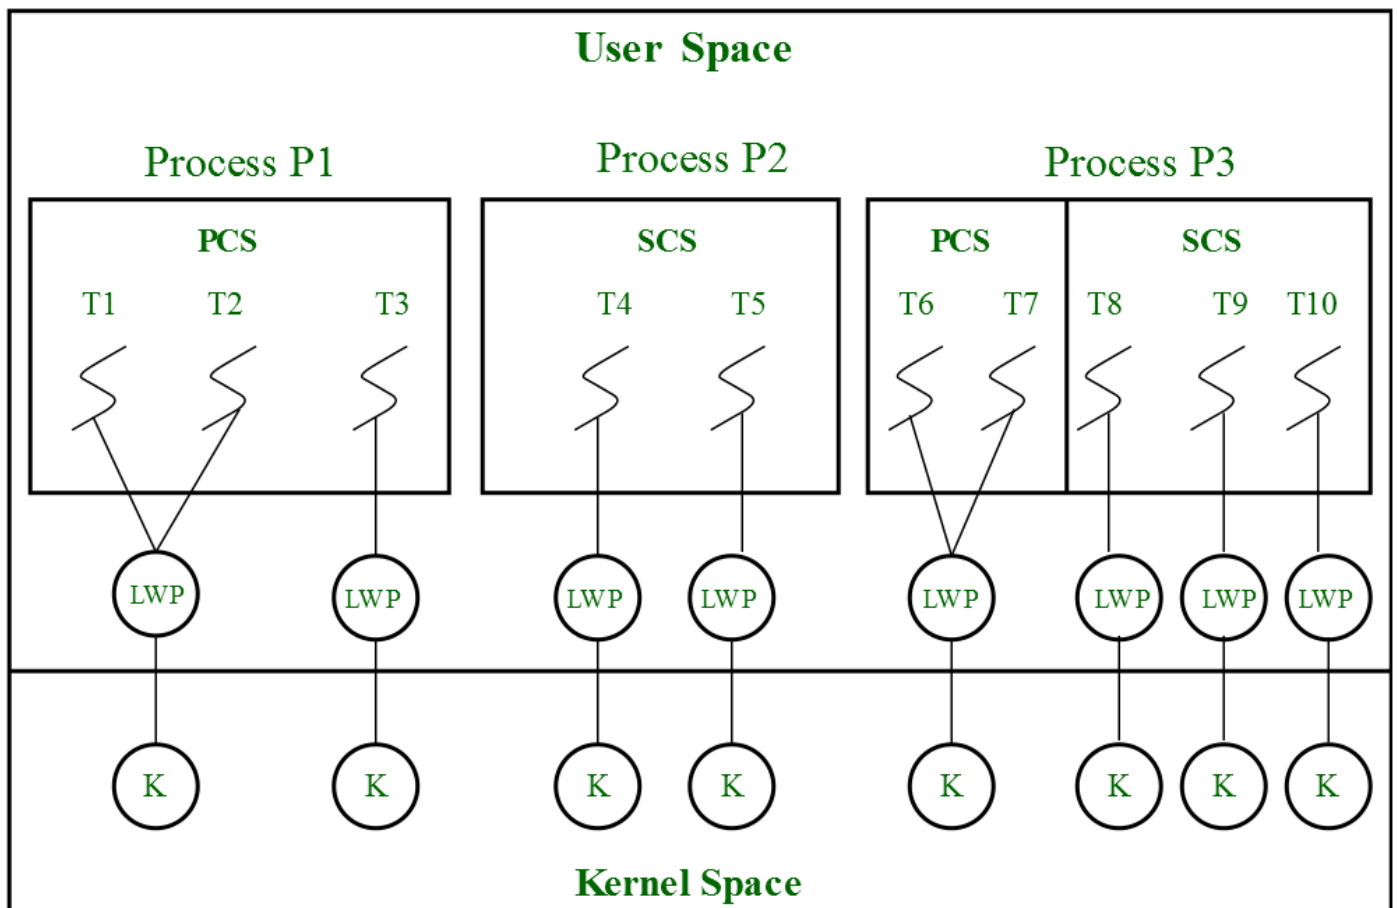 User Space
Process P1 Process P2 Process P3
PCS SCS PCS SCS
T1 T2 T3 T4 T5 T6 T7 T8 T9 T10
LWP LWP LWP LWP LWP LWP LWP LWP
K K K K K K K K
Kernel Space